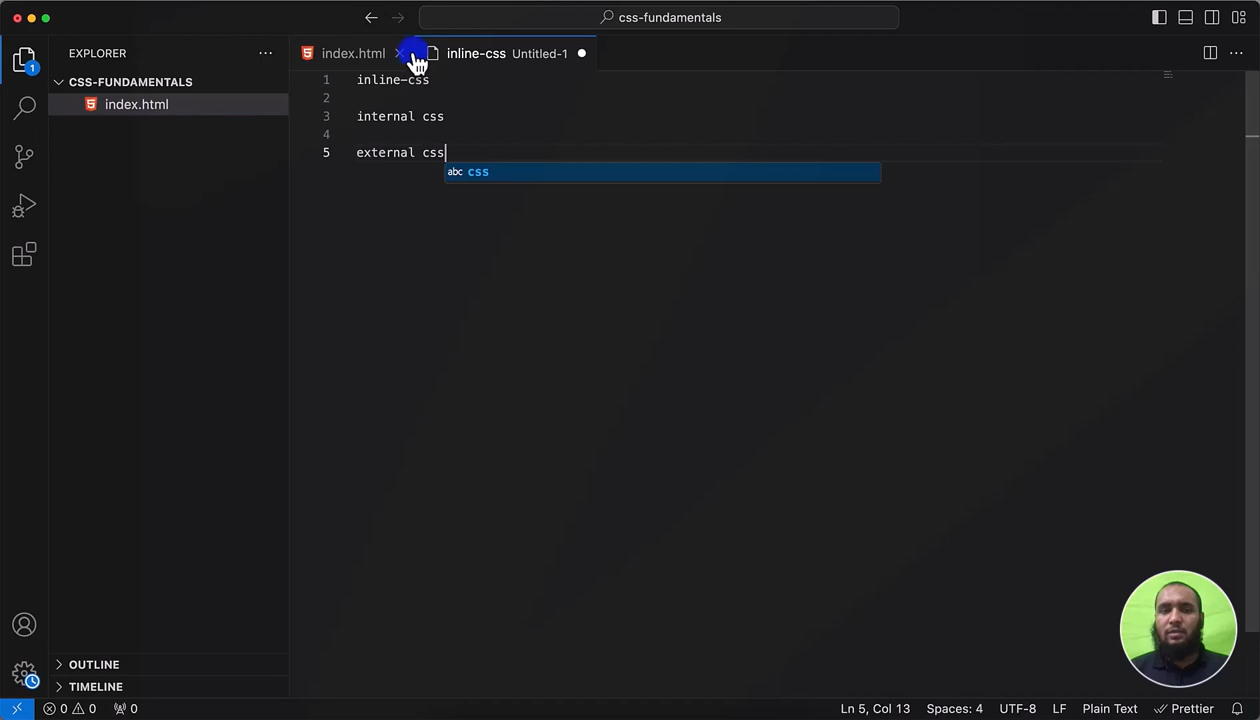 css-fundamentals
EXPLORER
index.html
inline-css Untitled-1
CSS-FUNDAMENTALS
index.html
1
1 inline-css
2
3 internal css
4
5 external css
abc css
OUTLINE
TIMELINE
0 0 0
Ln 5, Col 13 Spaces: 4 UTF-8 LF Plain Text Prettier